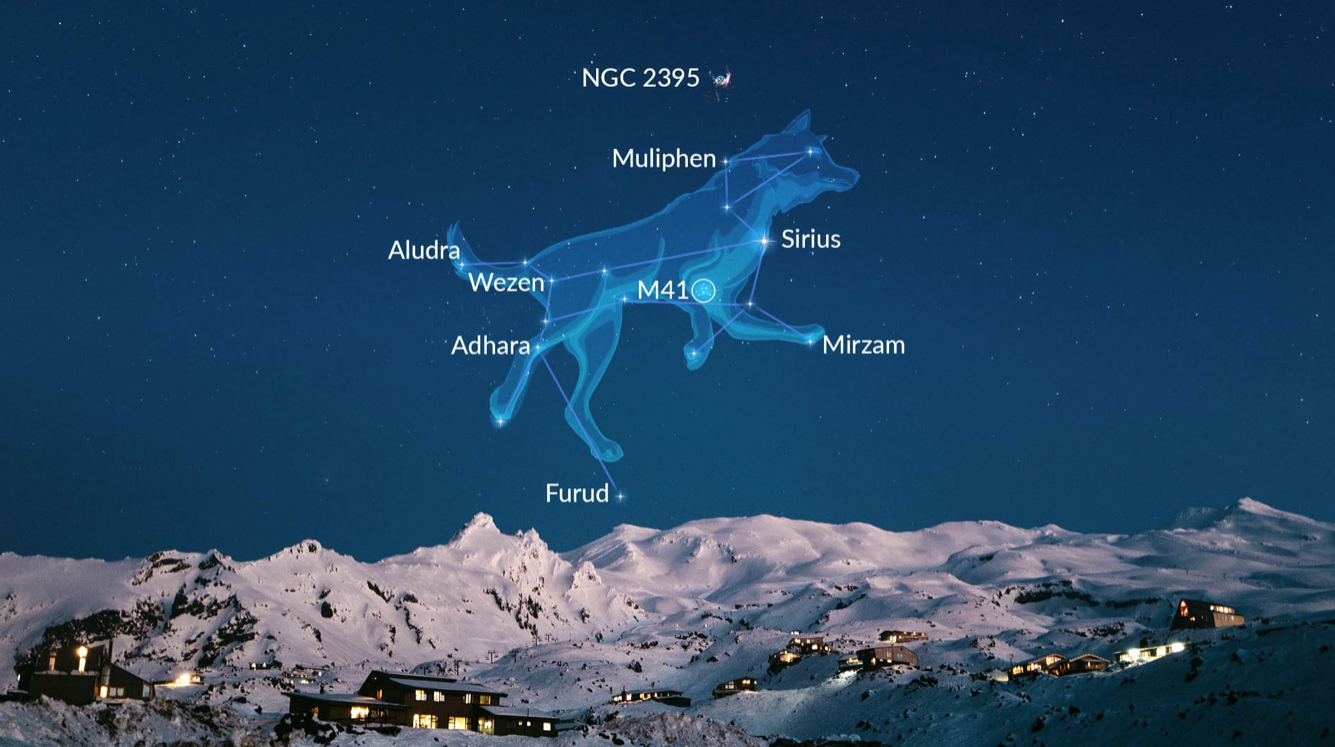 NGC 2395
Muliphen
Sirius
Aludra
Wezen
M41
Adhara
Mirzam
Furud